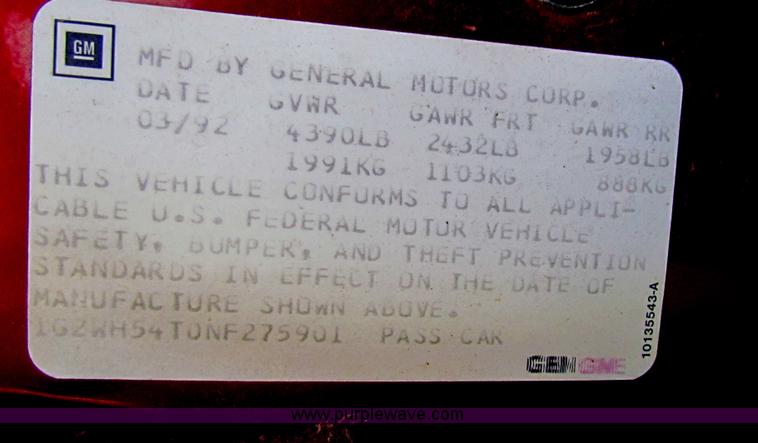 GM
MFD BY GENERAL MOTORS CORP.
DATE GVWR GAWR FRT GAWR RR
03/92 4390LB 2432LB 1958LB
1991KG 1103KG 888KG
THIS VEHICLE CONFORMS TO ALL APPLI-
CABLE U.S. FEDERAL MOTOR VEHICLE
SAFETY, BUMPER, AND THEFT PREVENTION
STANDARDS IN EFFECT ON THE DATE OF
MANUFACTURE SHOWN ABOVE.
1G2WH54T0NF275901 PASS CAR
10135543-A
www.purplewave.com